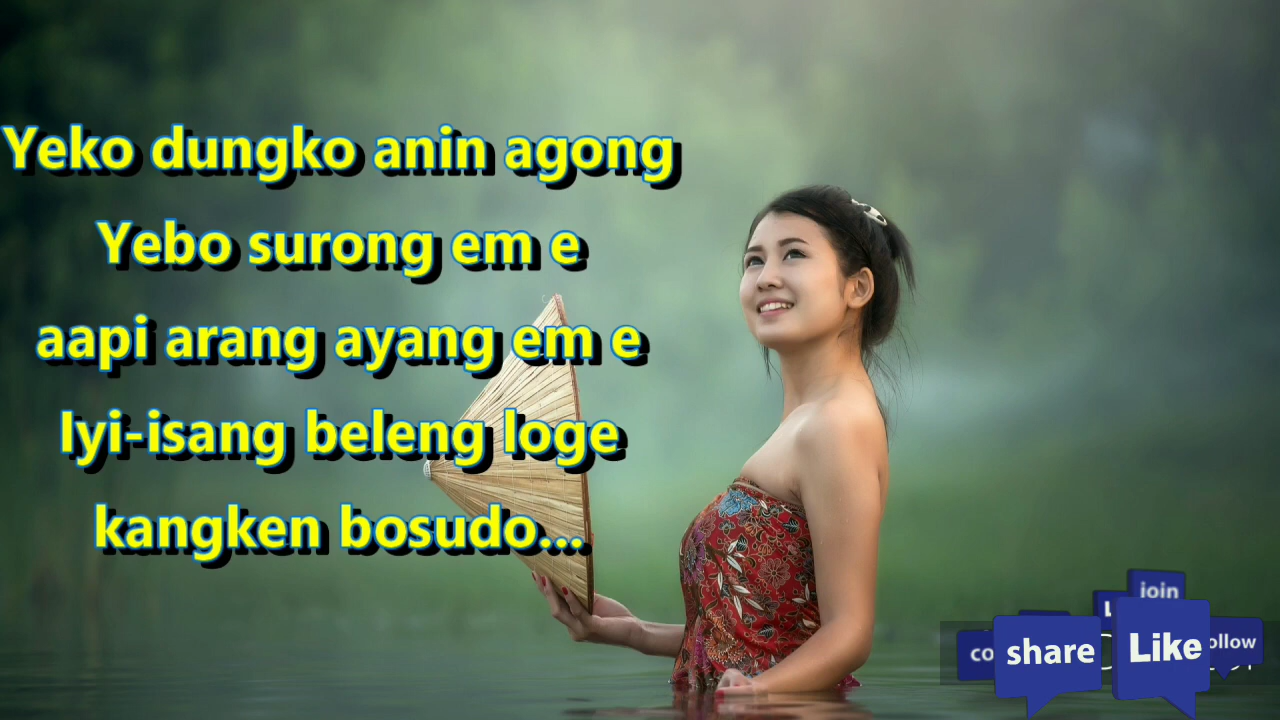 Yeko dungko anin agong
Yebo surong em e
aapi arang ayang em e
Iyi-isang beleng loge
kangken bosudo...
join
share
Like